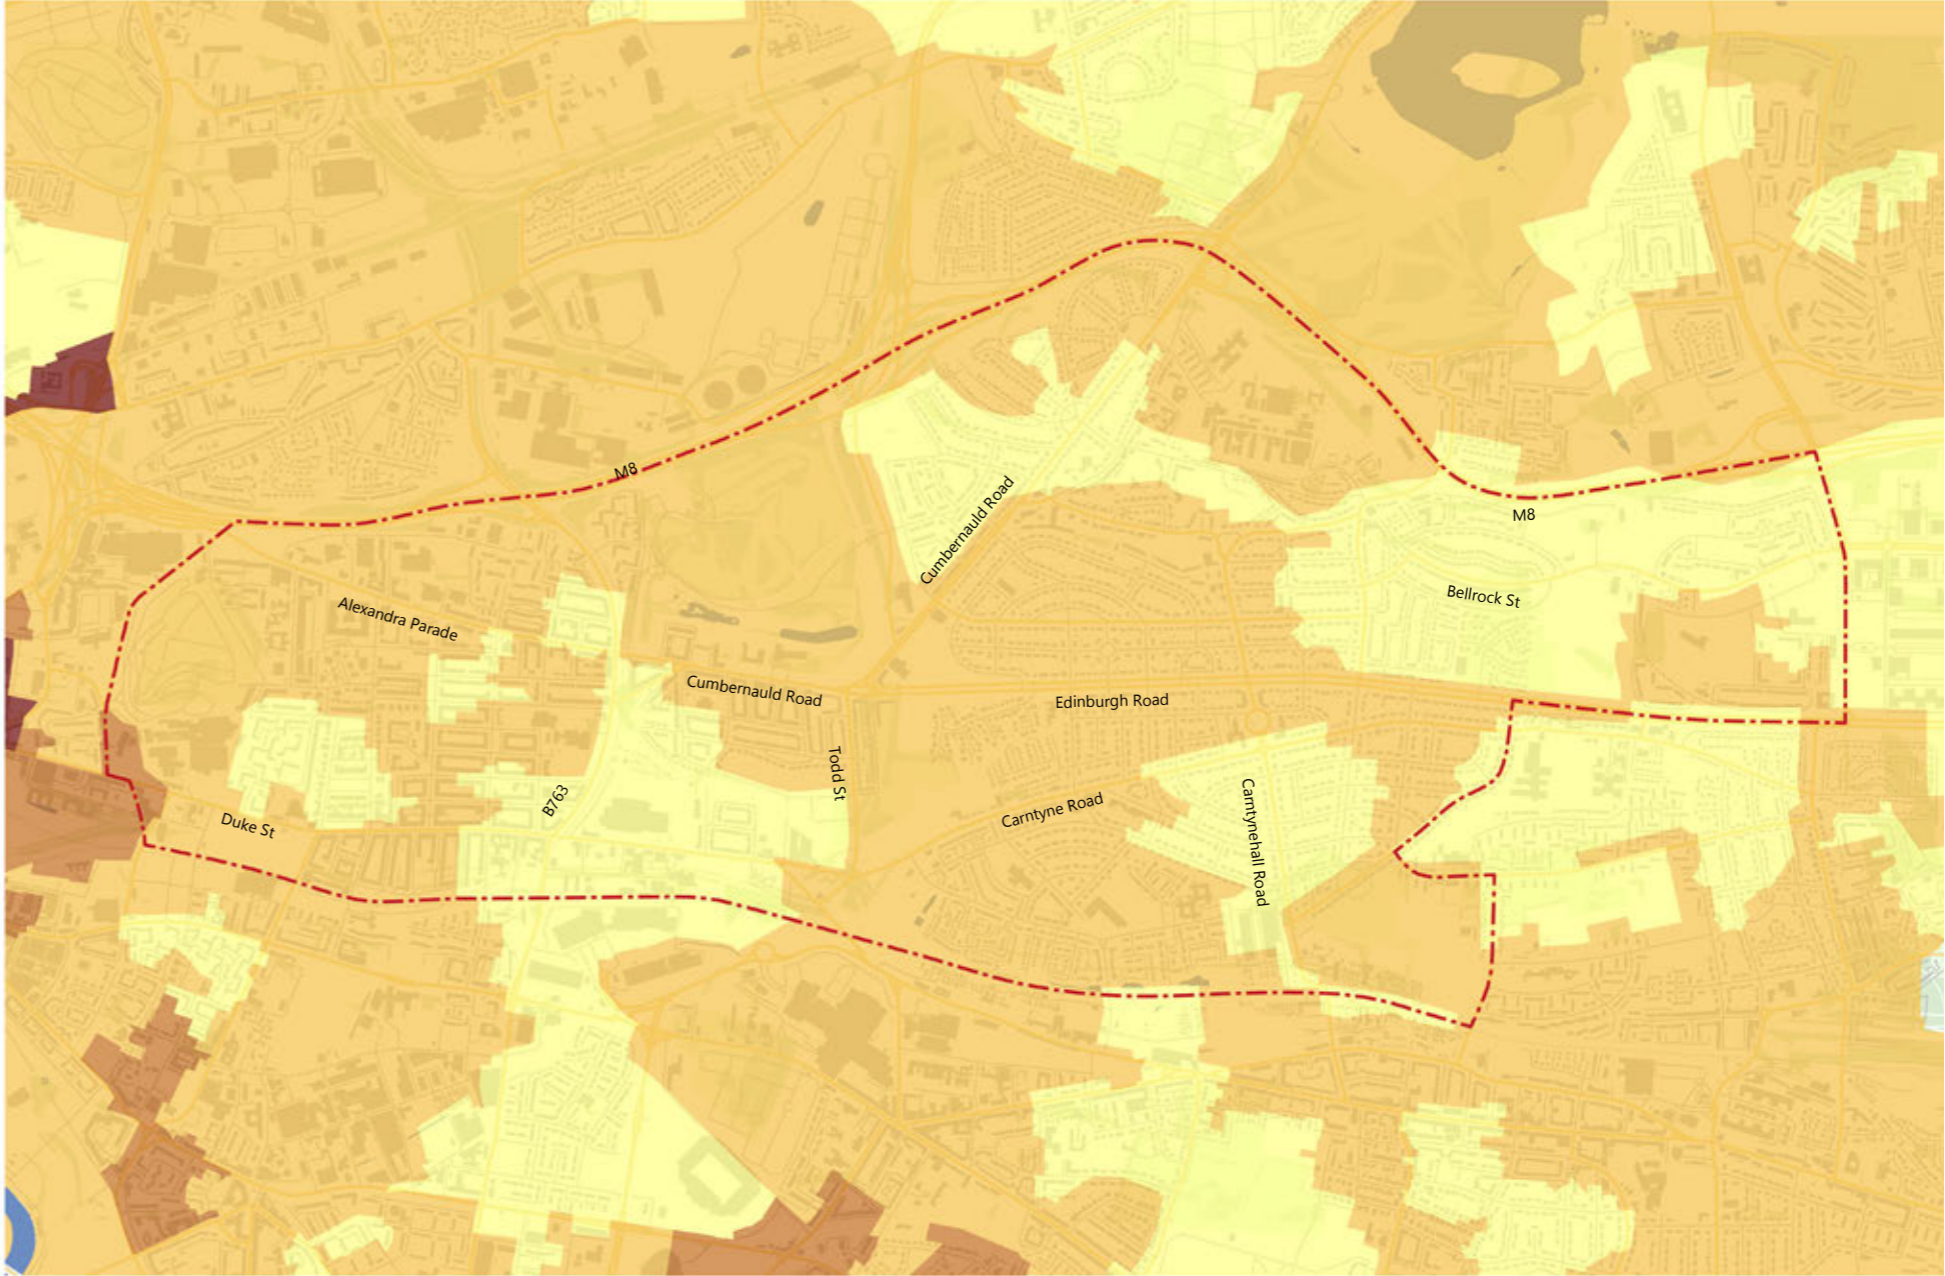 M8
Cumbernauld Road
M8
Bellrock St
Alexandra Parade
Cumbernauld Road
Edinburgh Road
Todd St
B763
Carntyne Road
Carntynehall Road
Duke St